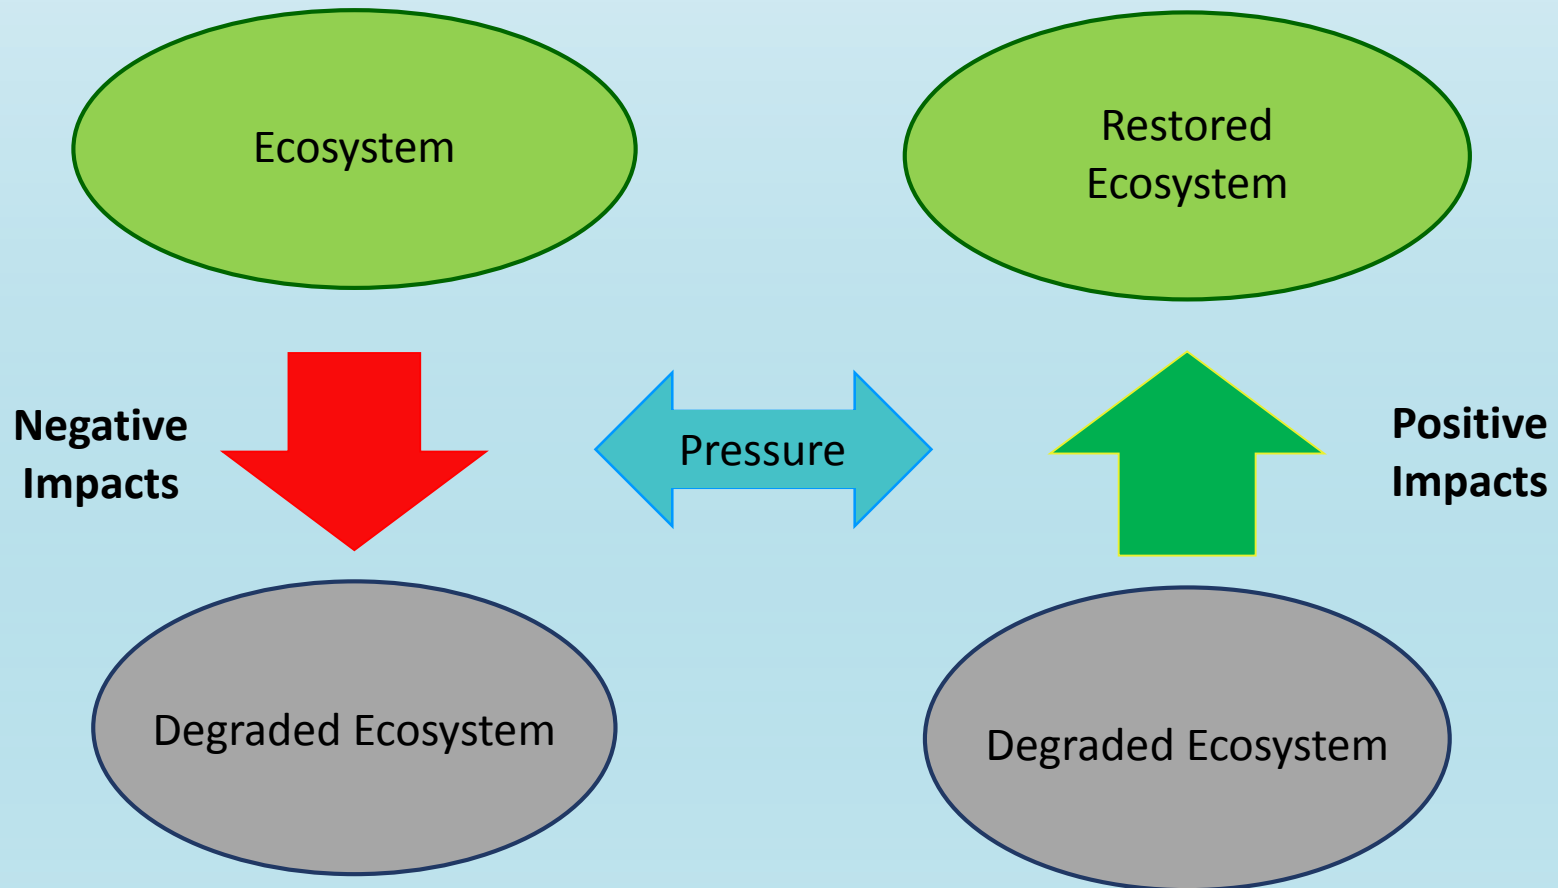 Ecosystem
Restored
Ecosystem
Negative
Impacts
Pressure
Positive
Impacts
Degraded Ecosystem
Degraded Ecosystem